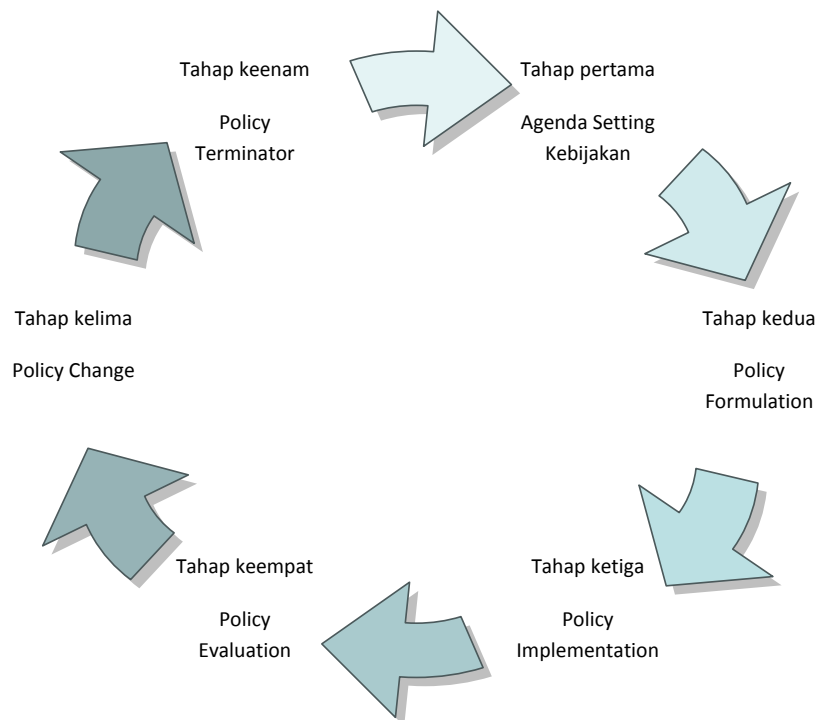 Tahap pertama
Agenda Setting
Kebijakan
Tahap kedua
Policy
Formulation
Tahap ketiga
Policy
Implementation
Tahap keempat
Policy
Evaluation
Tahap kelima
Policy Change
Tahap keenam
Policy
Terminator